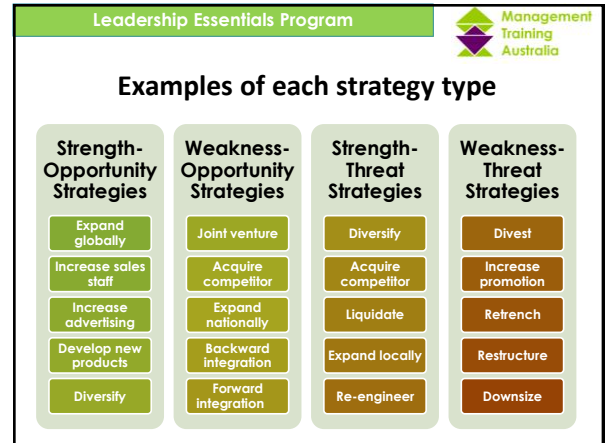 Leadership Essentials Program
Management
Training
Australia
Examples of each strategy type
Strength-
Opportunity
Strategies
Expand
globally
Increase sales
staff
Increase
advertising
Develop new
products
Diversify
Weakness-
Opportunity
Strategies
Joint venture
Acquire
competitor
Expand
nationally
Backward
integration
Forward
integration
Strength-
Threat
Strategies
Diversify
Acquire
competitor
Liquidate
Expand locally
Re-engineer
Weakness-
Threat
Strategies
Divest
Increase
promotion
Retrench
Restructure
Downsize